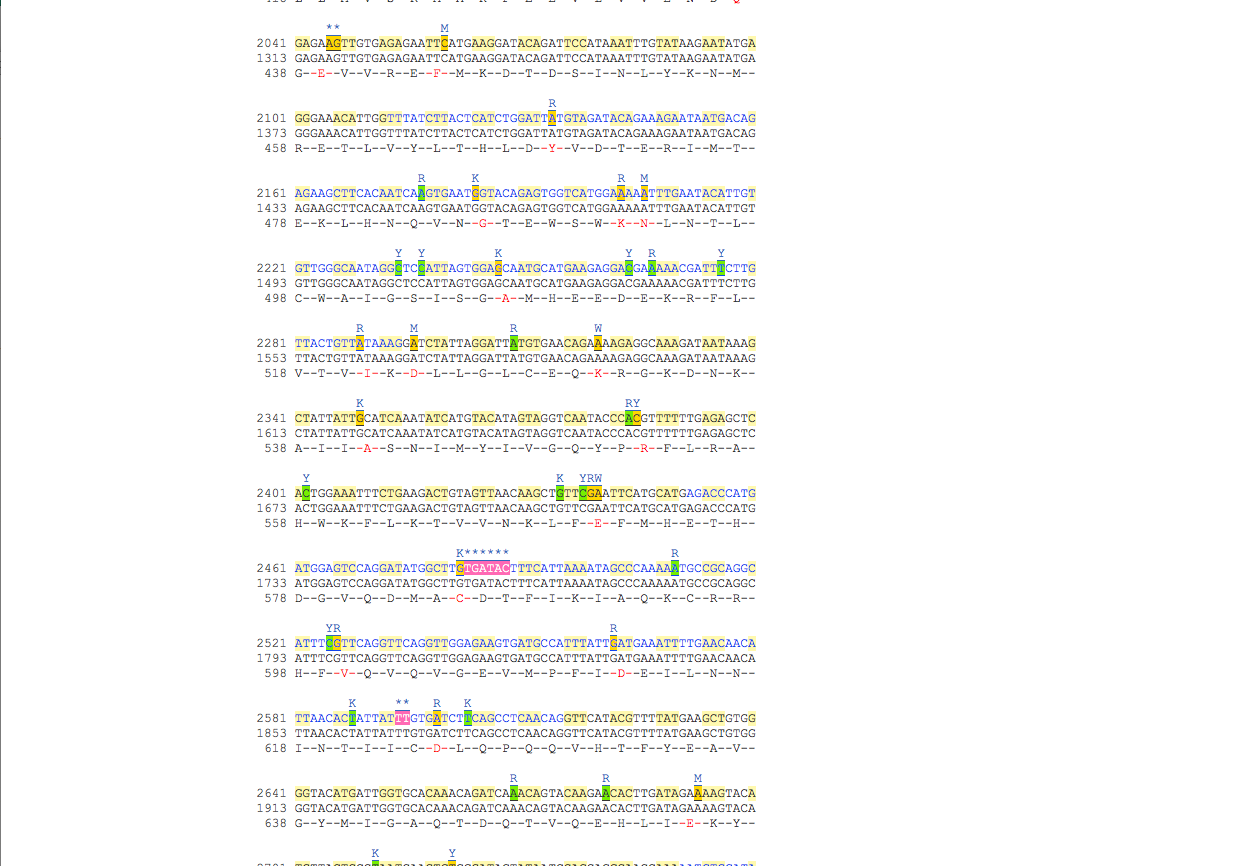 ** M
2041 GAGAAGTTGTGAGAGAATTCATGAAGGATACAGATTCCATAAATTTGTATAAGAATATGA
1313 GAGAAGTTGTGAGAGAATTCATGAAGGATACAGATTCCATAAATTTGTATAAGAATATGA
438 G--E--V--V--R--E--F--M--K--D--T--D--S--I--N--L--Y--K--N--M--
R
2101 GGGAAACATTGGTTTATCTTACTCATCTGGATTATGTAGATACAGAAAGAATAATGACAG
1373 GGGAAACATTGGTTTATCTTACTCATCTGGATTATGTAGATACAGAAAGAATAATGACAG
458 R--E--T--L--V--Y--L--T--H--L--D--Y--V--D--T--E--R--I--M--T--
R K R M
2161 AGAAGCTTCACAATCAAGTGAATGGTACAGAGTGGTCATGGAAAAATTTGAATACATTGT
1433 AGAAGCTTCACAATCAAGTGAATGGTACAGAGTGGTCATGGAAAAATTTGAATACATTGT
478 E--K--L--H--N--Q--V--N--G--T--E--W--S--W--K--N--L--N--T--L--
Y Y K Y R Y
2221 GTTGGGCAATAGGCTCCATTAGTGGAGCAATGCATGAAGAGGACGAAAAACGATTTCTTG
1493 GTTGGGCAATAGGCTCCATTAGTGGAGCAATGCATGAAGAGGACGAAAAACGATTTCTTG
498 C--W--A--I--G--S--I--S--G--A--M--H--E--E--D--E--K--R--F--L--
R M R W
2281 TTACTGTTATAAAGGATCTATTAGGATTATGTGAACAGAAAAGAGGCAAAGATAATAAAG
1553 TTACTGTTATAAAGGATCTATTAGGATTATGTGAACAGAAAAGAGGCAAAGATAATAAAG
518 V--T--V--I--K--D--L--L--G--L--C--E--Q--K--R--G--K--D--N--K--
K RY
2341 CTATTATTGCATCAAATATCATGTACATAGTAGGTCAATACCCACGTTTTTTGAGAGCTC
1613 CTATTATTGCATCAAATATCATGTACATAGTAGGTCAATACCCACGTTTTTTGAGAGCTC
538 A--I--I--A--S--N--I--M--Y--I--V--G--Q--Y--P--R--F--L--R--A--
Y K YRW
2401 ACTGGAAATTTCTGAAGACTGTAGTTAACAAGCTGTTCGAATTCATGCATGAGACCCATG
1673 ACTGGAAATTTCTGAAGACTGTAGTTAACAAGCTGTTCGAATTCATGCATGAGACCCATG
558 H--W--K--F--L--K--T--V--V--N--K--L--F--E--F--M--H--E--T--H--
K****** R
2461 ATGGAGTCCAGGATATGGCTTGTGATACTTTCATTAAAATAGCCCAAAAATGCCGCAGGC
1733 ATGGAGTCCAGGATATGGCTTGTGATACTTTCATTAAAATAGCCCAAAAATGCCGCAGGC
578 D--G--V--Q--D--M--A--C--D--T--F--I--K--I--A--Q--K--C--R--R--
YR R
2521 ATTTCGTTCAGGTTCAGGTTGGAGAAGTGATGCCATTTATTGATGAAATTTTGAACAACA
1793 ATTTCGTTCAGGTTCAGGTTGGAGAAGTGATGCCATTTATTGATGAAATTTTGAACAACA
598 H--F--V--Q--V--Q--V--G--E--V--M--P--F--I--D--E--I--L--N--N--
K ** R K
2581 TTAACACTATTATTTGTGATCTTCAGCCTCAACAGGTTCATACGTTTTATGAAGCTGTGG
1853 TTAACACTATTATTTGTGATCTTCAGCCTCAACAGGTTCATACGTTTTATGAAGCTGTGG
618 I--N--T--I--I--C--D--L--Q--P--Q--Q--V--H--T--F--Y--E--A--V--
R R M
2641 GGTACATGATTGGTGCACAAACAGATCAAACAGTACAAGAACACTTGATAGAAAAGTACA
1913 GGTACATGATTGGTGCACAAACAGATCAAACAGTACAAGAACACTTGATAGAAAAGTACA
638 G--Y--M--I--G--A--Q--T--D--Q--T--V--Q--E--H--L--I--E--K--Y--
K Y